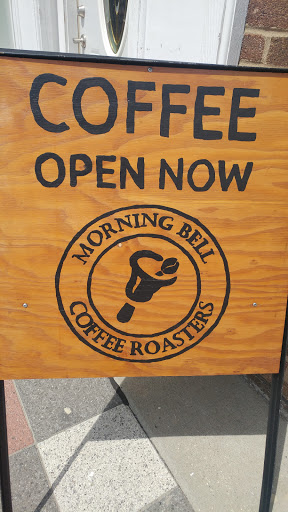 COFFEE
OPEN NOW
MORNING BELL
COFFEE ROASTERS